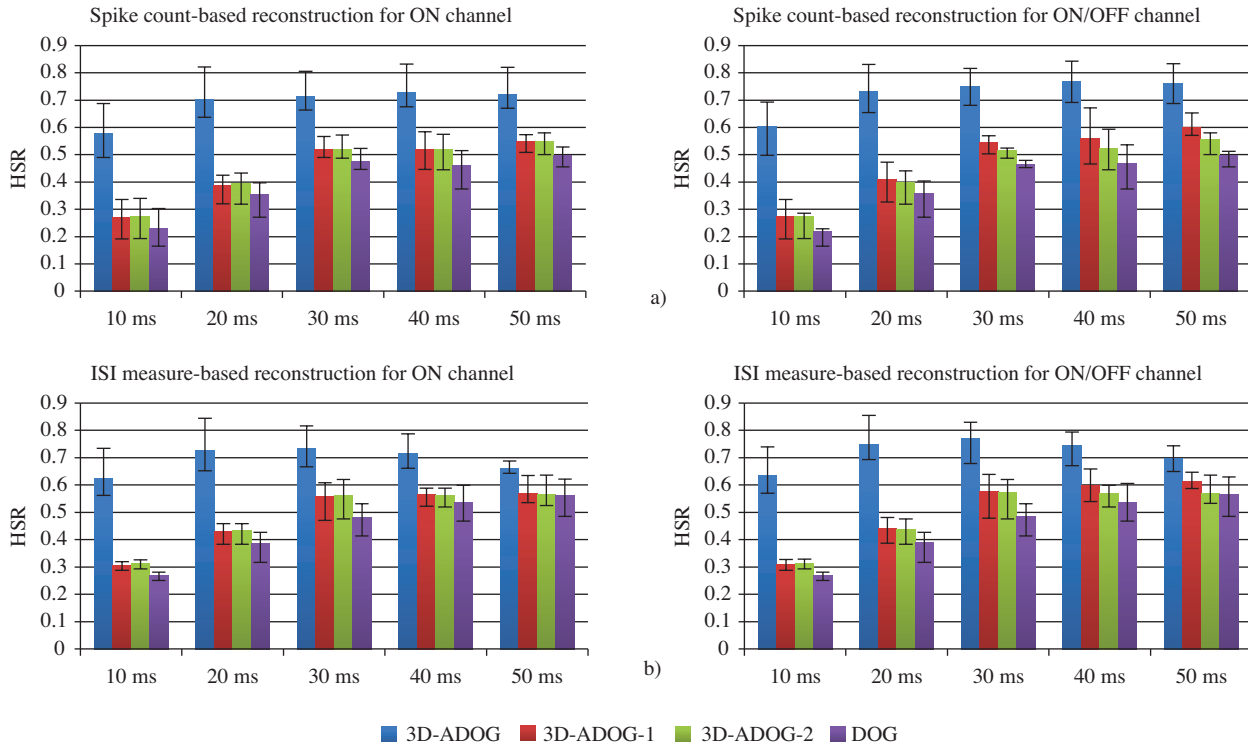 Spike count-based reconstruction for ON channel
Spike count-based reconstruction for ON/OFF channel
HSR
0.9
0.8
0.7
0.6
0.5
0.4
0.3
0.2
0.1
0
10 ms 20 ms 30 ms 40 ms 50 ms
HSR
0.9
0.8
0.7
0.6
0.5
0.4
0.3
0.2
0.1
0
10 ms 20 ms 30 ms 40 ms 50 ms
a)
ISI measure-based reconstruction for ON channel
ISI measure-based reconstruction for ON/OFF channel
HSR
0.9
0.8
0.7
0.6
0.5
0.4
0.3
0.2
0.1
0
10 ms 20 ms 30 ms 40 ms 50 ms
HSR
0.9
0.8
0.7
0.6
0.5
0.4
0.3
0.2
0.1
0
10 ms 20 ms 30 ms 40 ms 50 ms
b)
3D-ADOG 3D-ADOG-1 3D-ADOG-2 DOG